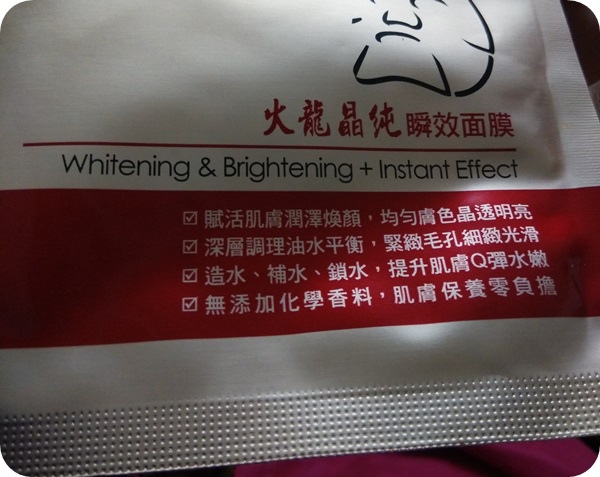 火龍晶純瞬效面膜
Whitening & Brightening + Instant Effect
☑ 賦活肌膚潤澤煥顏，均勻膚色晶透明亮
☑ 深層調理油水平衡，緊緻毛孔細緻光滑
☑ 造水、補水、鎖水，提升肌膚Q彈水嫩
☑ 無添加化學香料，肌膚保養零負擔